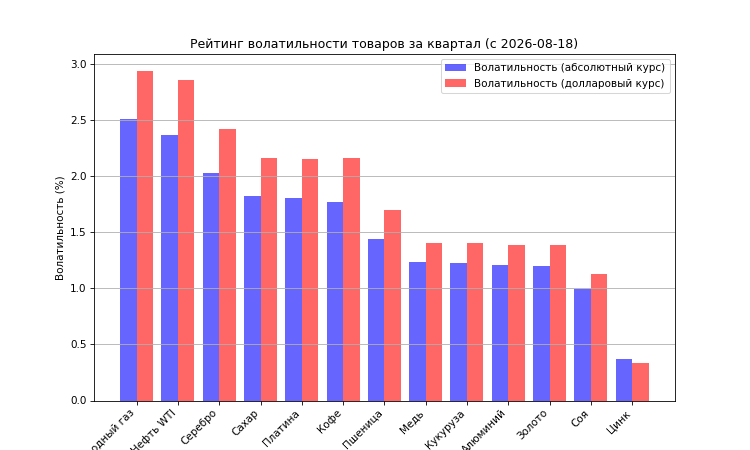 Рейтинг волатильности товаров за квартал (с 2026-08-18)
Волатильность (абсолютный курс)
Волатильность (долларовый курс)
Волатильность (%)
3.0
2.5
2.0
1.5
1.0
0.5
0.0
газ
Нефть WTI
Серебро
Сахар
Платина
Кофе
Пшеница
Медь
Кукуруза
Алюминий
Золото
Соя
Цинк